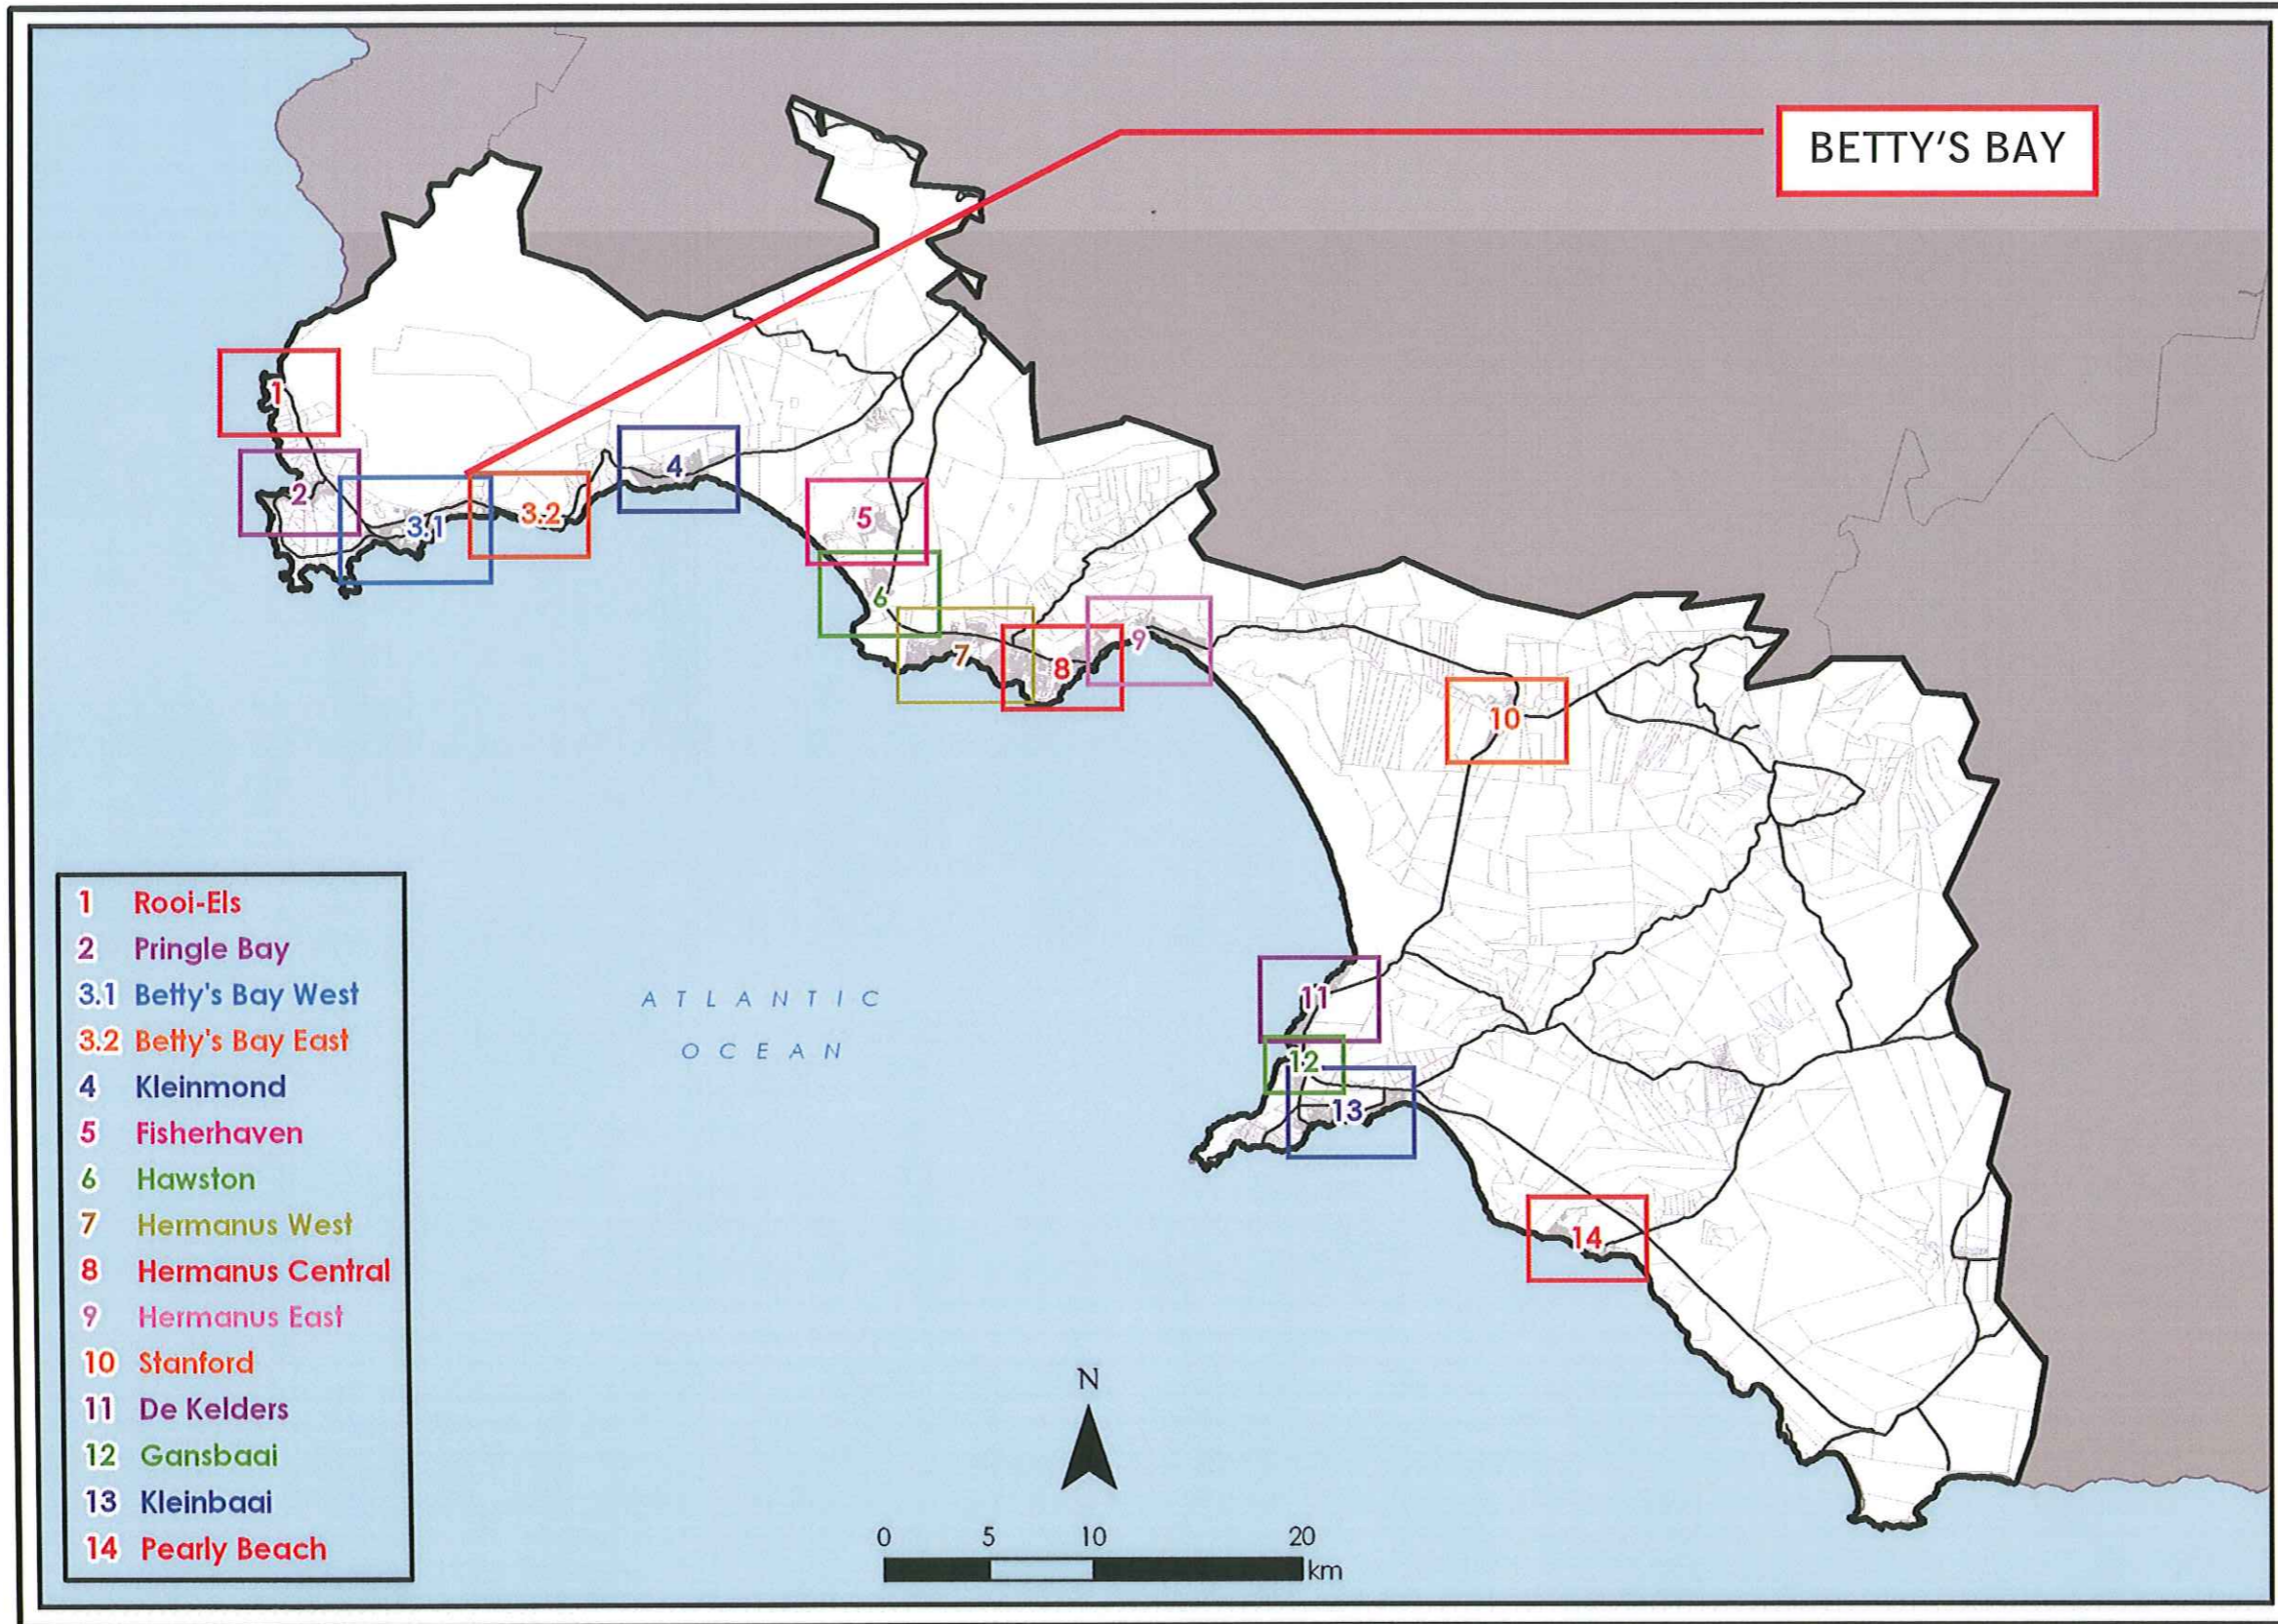 BETTY'S BAY
1
2
3.1
3.2
4
5
6
7
8
9
10
11
12
13
14
ATLANTIC
OCEAN
1 Rooi-Els
2 Pringle Bay
3.1 Betty's Bay West
3.2 Betty's Bay East
4 Kleinmond
5 Fisherhaven
6 Hawston
7 Hermanus West
8 Hermanus Central
9 Hermanus East
10 Stanford
11 De Kelders
12 Gansbaai
13 Kleinbaai
14 Pearly Beach
N
0 5 10 20
km